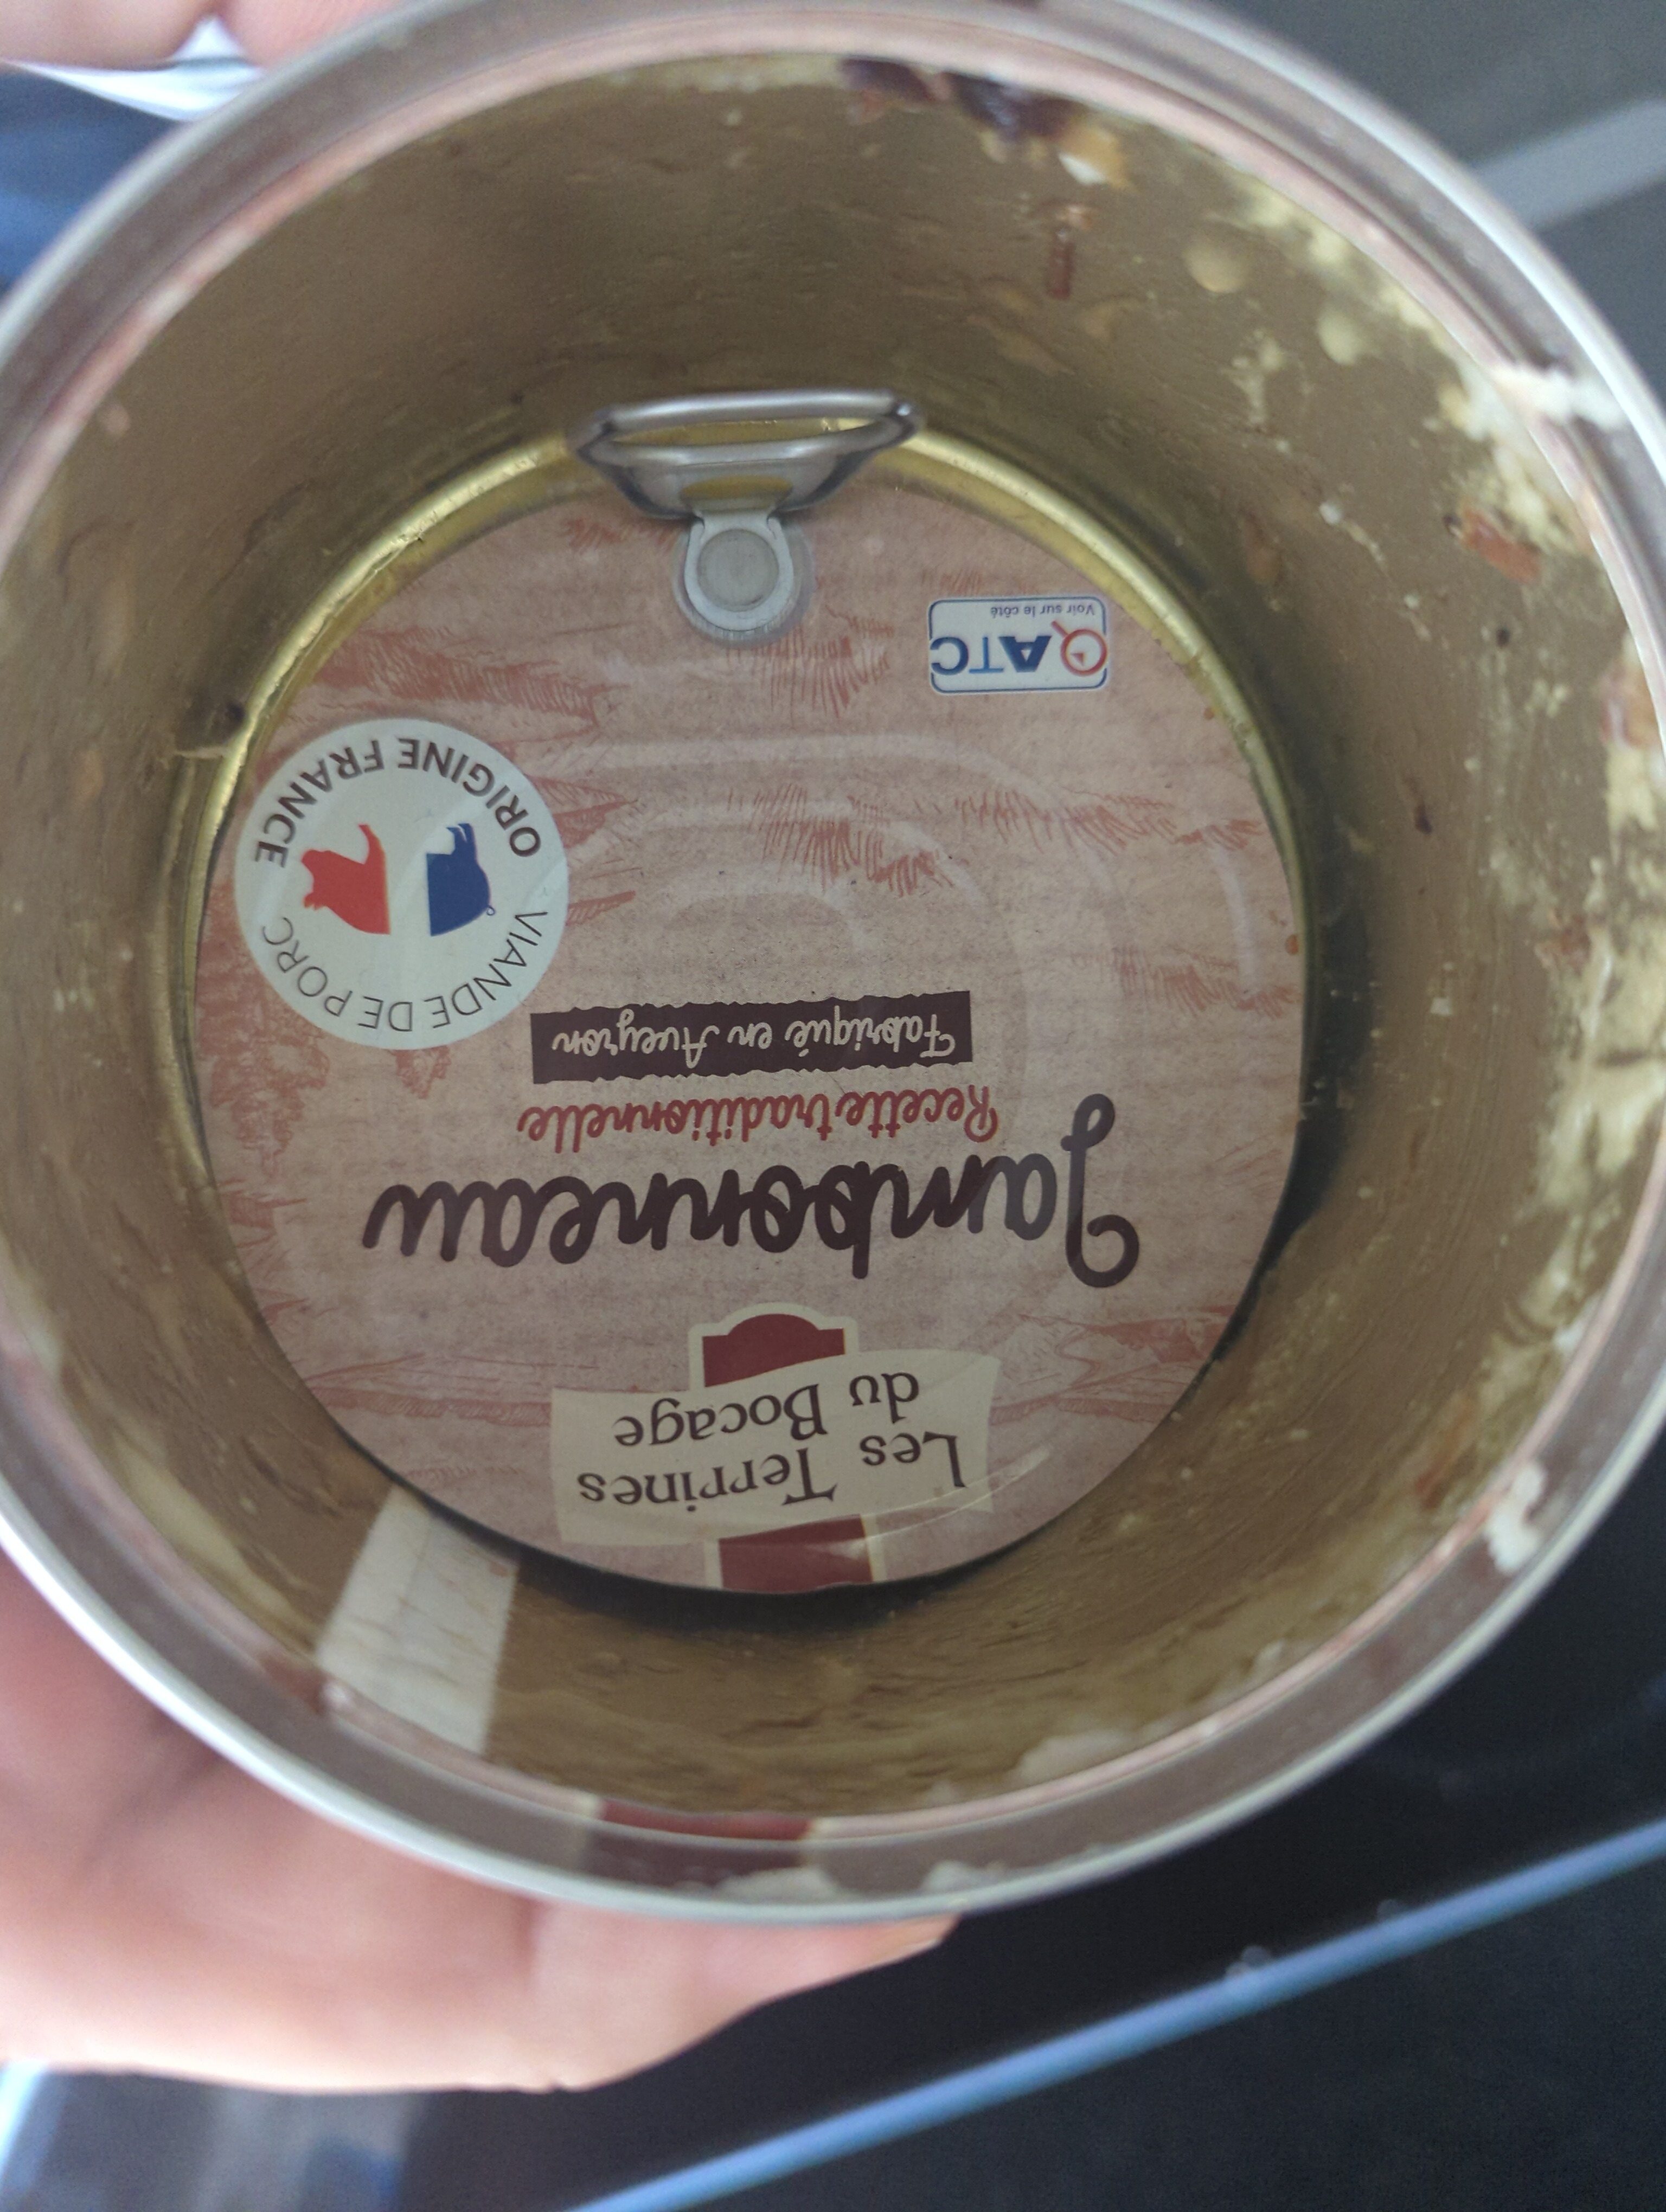 Les Terrines
du Bocage
Jambonneau
Recette traditionnelle
Fabriqué en Aveyron
VIANDE DE PORC
ORIGINE FRANCE
QATC
Voir sur le côté